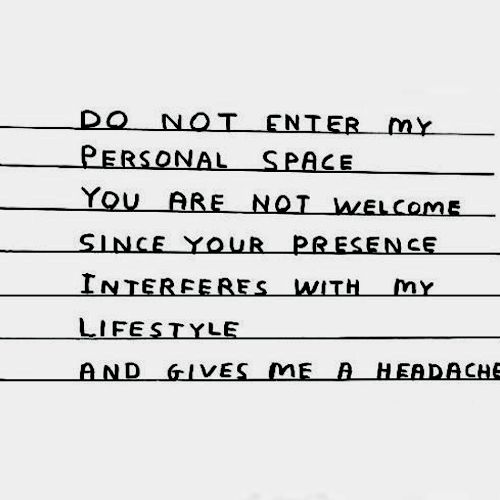 DO NOT ENTER MY
PERSONAL SPACE
YOU ARE NOT WELCOME
SINCE YOUR PRESENCE
INTERFERES WITH MY
LIFESTYLE
AND GIVES ME A HEADACHE